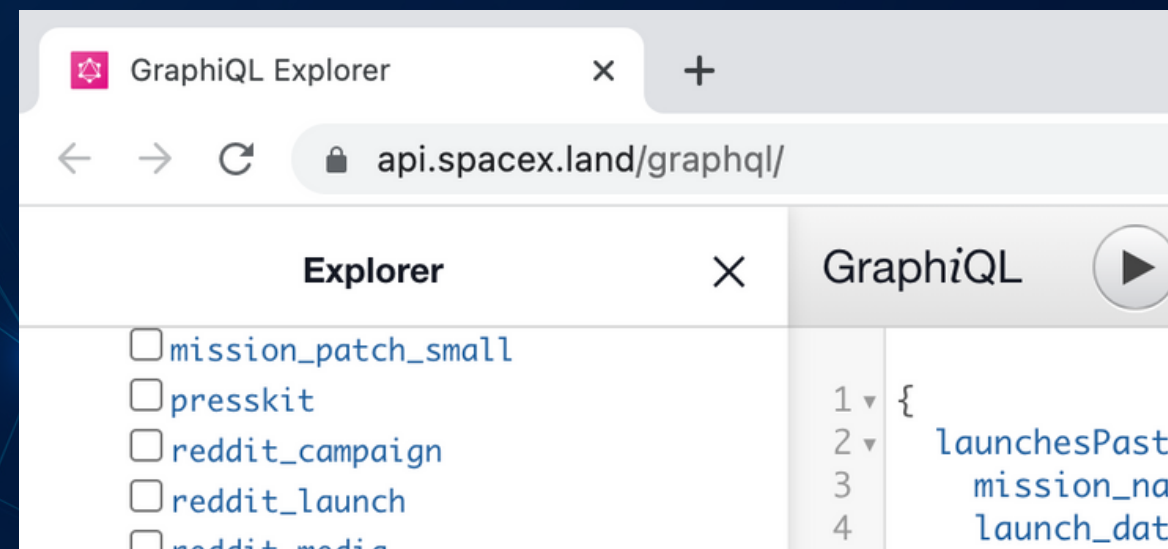 GraphiQL Explorer
api.spacex.land/graphql/
Explorer
GraphiQL
mission_patch_small
presskit
reddit_campaign
reddit_launch
reddit_media
1 {
2 launchesPast
3 mission_na
4 launch_dat